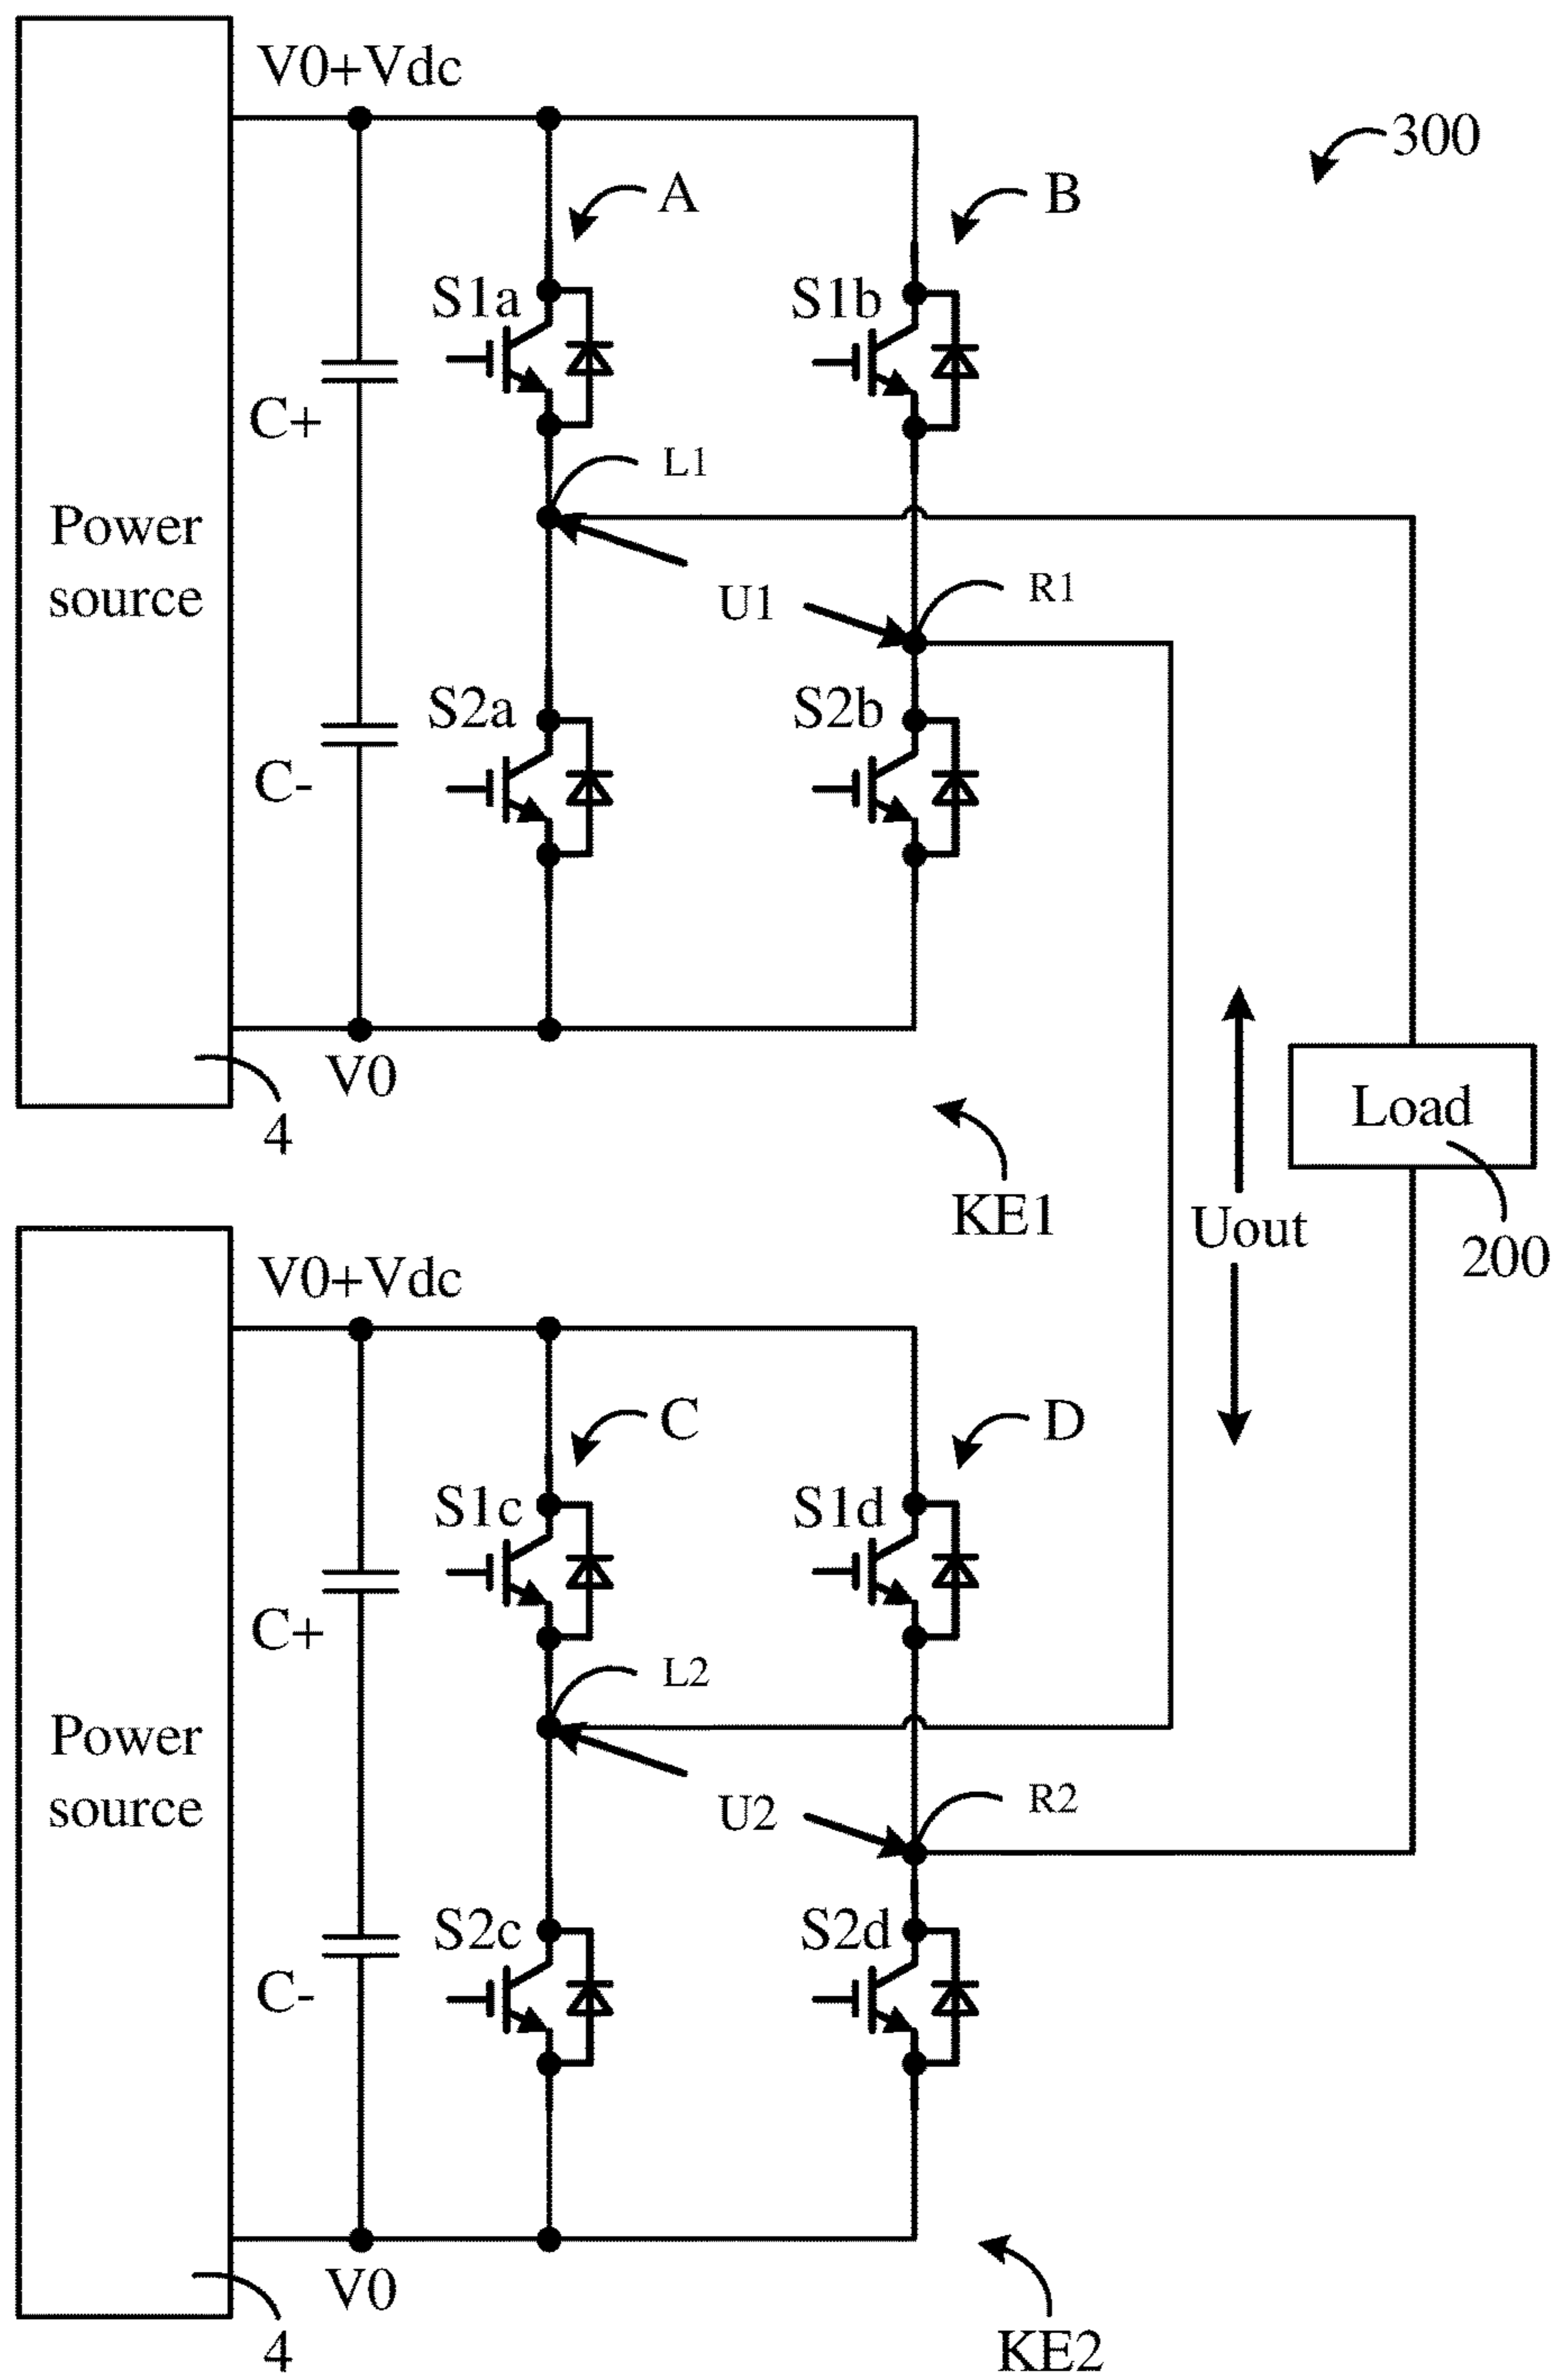 V0+Vdc
300
A
B
S1a
S1b
C+
L1
Power
source
U1
R1
S2a
S2b
C-
V0
4
Load
KE1
Uout
200
V0+Vdc
C
D
S1c
S1d
C+
L2
Power
source
U2
R2
S2c
S2d
C-
V0
4
KE2